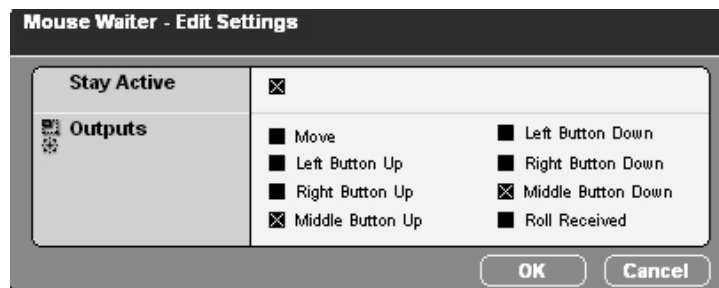 Mouse Waiter - Edit Settings
Stay Active
Outputs
Move
Left Button Down
Left Button Up
Right Button Down
Right Button Up
Middle Button Down
Middle Button Up
Roll Received
OK
Cancel